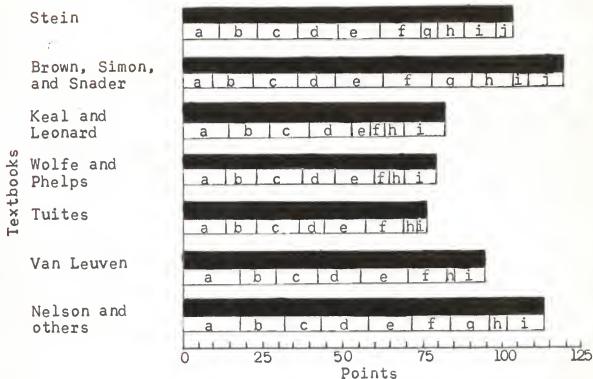 Stein
a b c d e f g h i j
Brown, Simon,
and Snader
a b c d e f g h i j
Keal and
Leonard
a b c d e f h i
Wolfe and
Phelps
a b c d e f h i
Tuites
a b c d e f h i
Van Leuven
a b c d e f h i
Nelson and
others
a b c d e f g h i
Textbooks
0 25 50 75 100 125
Points